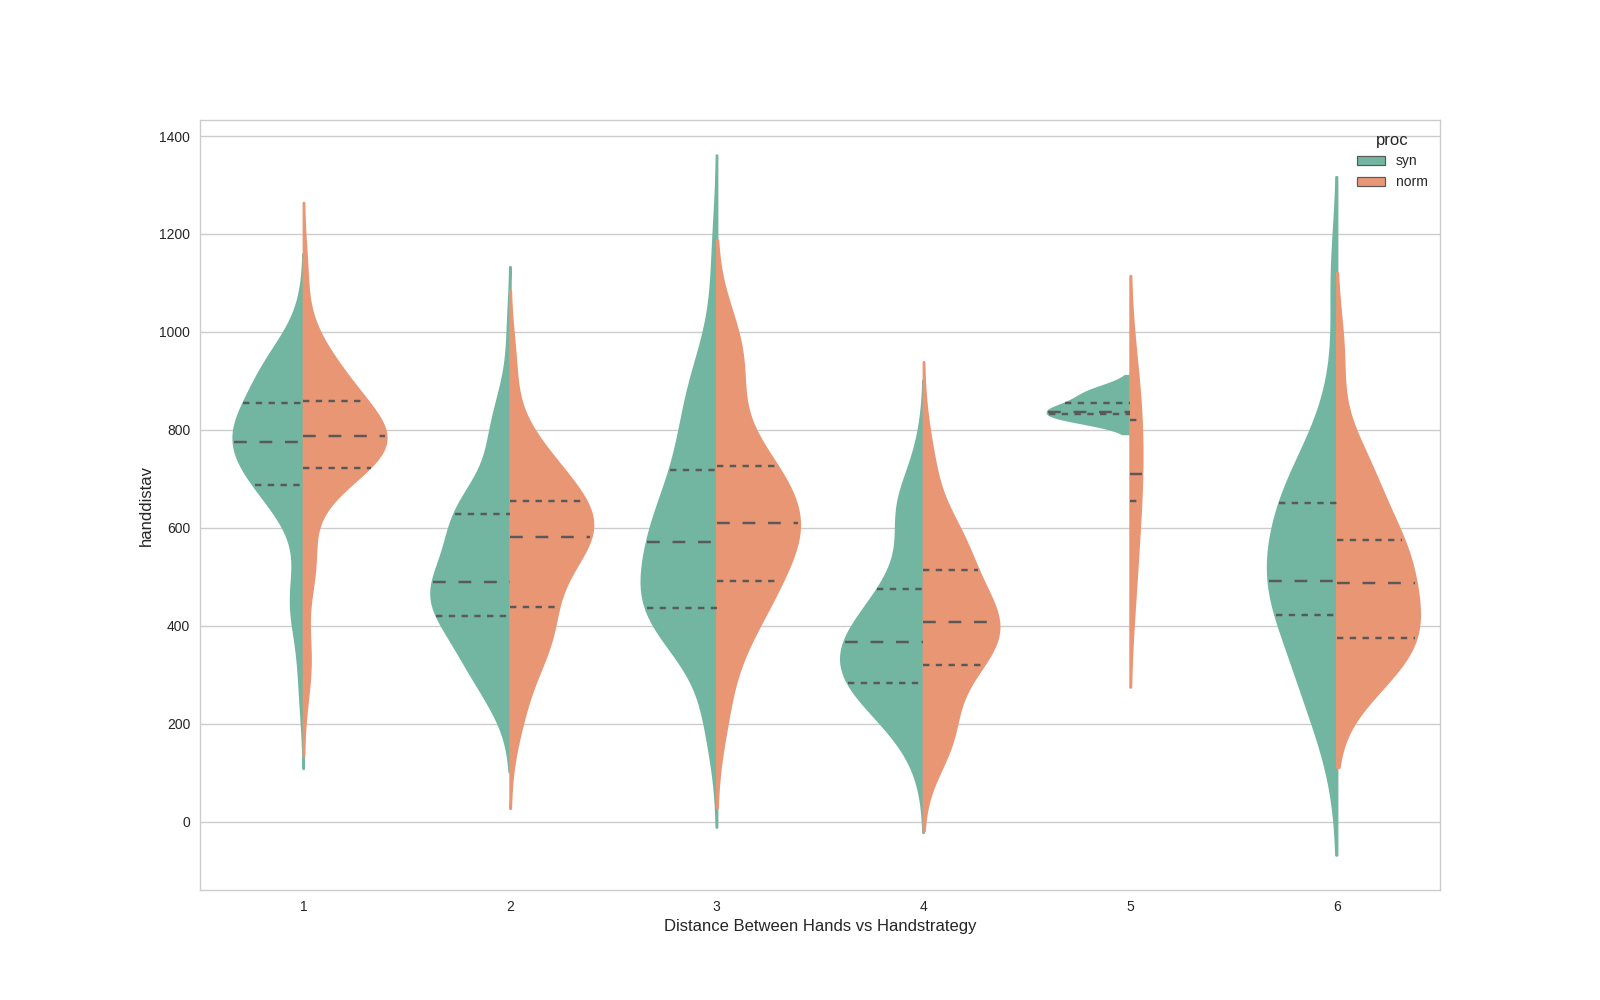 1400
1200
1000
800
600
400
200
0
handdistav
proc
syn
norm
1 2 3 4 5 6
Distance Between Hands vs Handstrategy